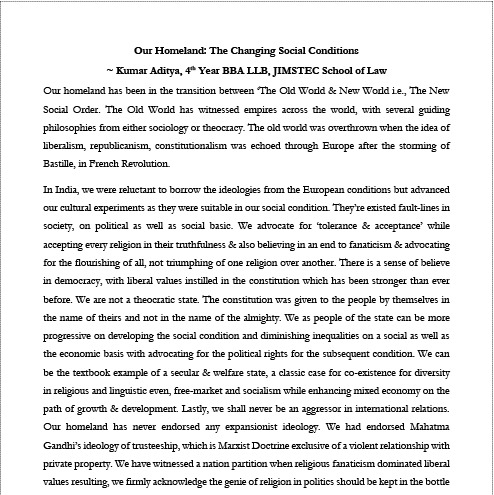 Our Homeland: The Changing Social Conditions
~ Kumar Aditya, 4th Year BBA LLB, JIMSTEC School of Law
Our homeland has been in the transition between ‘The Old World & New World i.e., The New
Social Order. The Old World has witnessed empires across the world, with several guiding
philosophies from either sociology or theocracy. The old world was overthrown when the idea of
liberalism, republicanism, constitutionalism was echoed through Europe after the storming of
Bastille, in French Revolution.
In India, we were reluctant to borrow the ideologies from the European conditions but advanced
our cultural experiments as they were suitable in our social condition. They’re existed fault-lines in
society, on political as well as social basic. We advocate for ‘tolerance & acceptance’ while
accepting every religion in their truthfulness & also believing in an end to fanaticism & advocating
for the flourishing of all, not triumphing of one religion over another. There is a sense of believe
in democracy, with liberal values instilled in the constitution which has been stronger than ever
before. We are not a theocratic state. The constitution was given to the people by themselves in
the name of theirs and not in the name of the almighty. We as people of the state can be more
progressive on developing the social condition and diminishing inequalities on a social as well as
the economic basis with advocating for the political rights for the subsequent condition. We can
be the textbook example of a secular & welfare state, a classic case for co-existence for diversity
in religious and linguistic even, free-market and socialism while enhancing mixed economy on the
path of growth & development. Lastly, we shall never be an aggressor in international relations.
Our homeland has never endorsed any expansionist ideology. We had endorsed Mahatma
Gandhi’s ideology of trusteeship, which is Marxist Doctrine exclusive of a violent relationship with
private property. We have witnessed a nation partition when religious fanaticism dominated liberal
values resulting, we firmly acknowledge the genie of religion in politics should be kept in the bottle